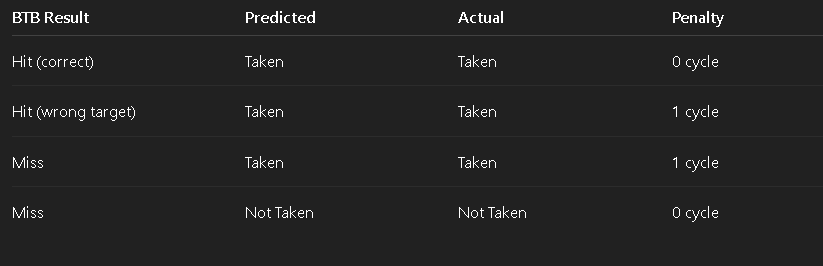 BTB Result Predicted Actual Penalty
Hit (correct) Taken Taken 0 cycle
Hit (wrong target) Taken Taken 1 cycle
Miss Taken Taken 1 cycle
Miss Not Taken Not Taken 0 cycle